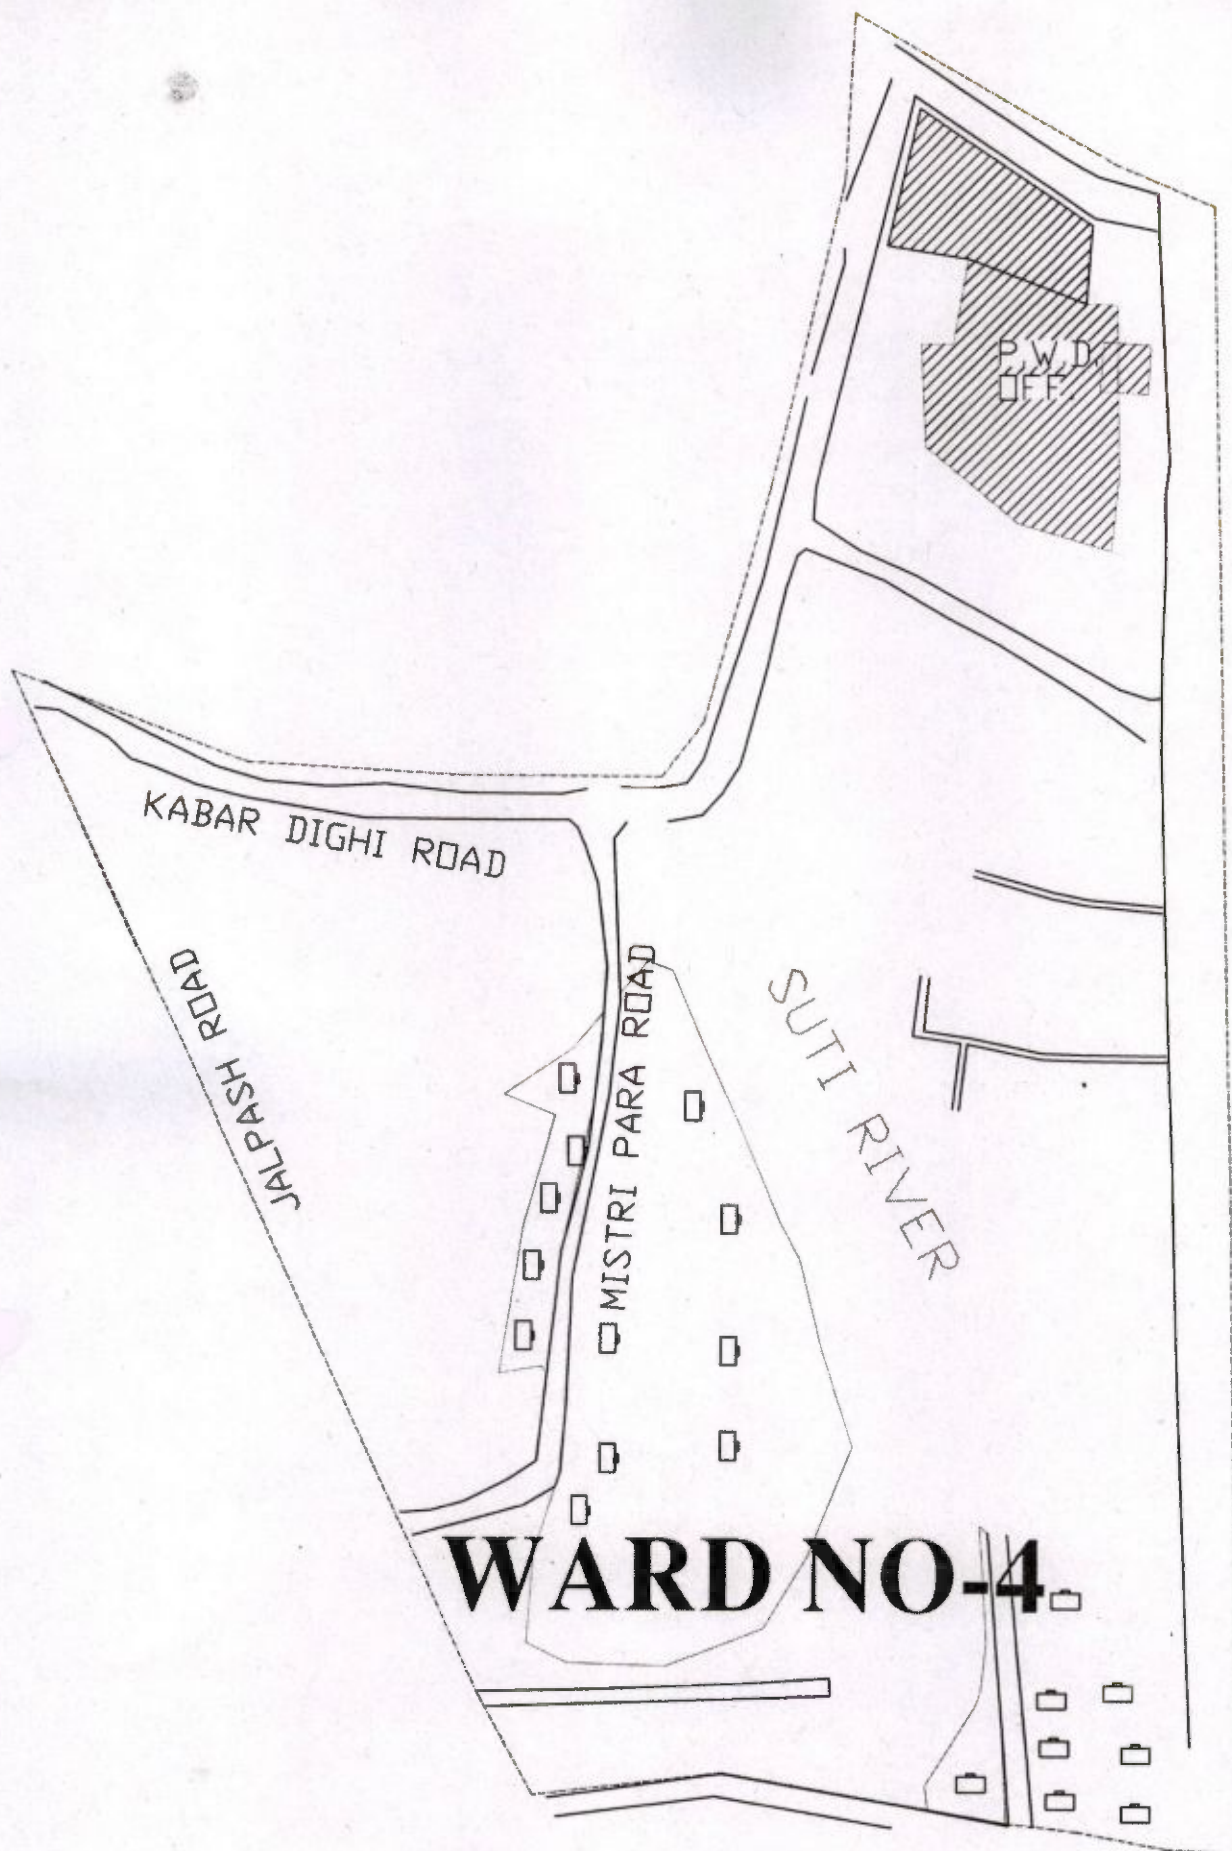 P.W.D.
OFF.
KABAR DIGHI ROAD
JALPASH ROAD
MISTRI PARA ROAD
SUTI RIVER
WARD NO-4